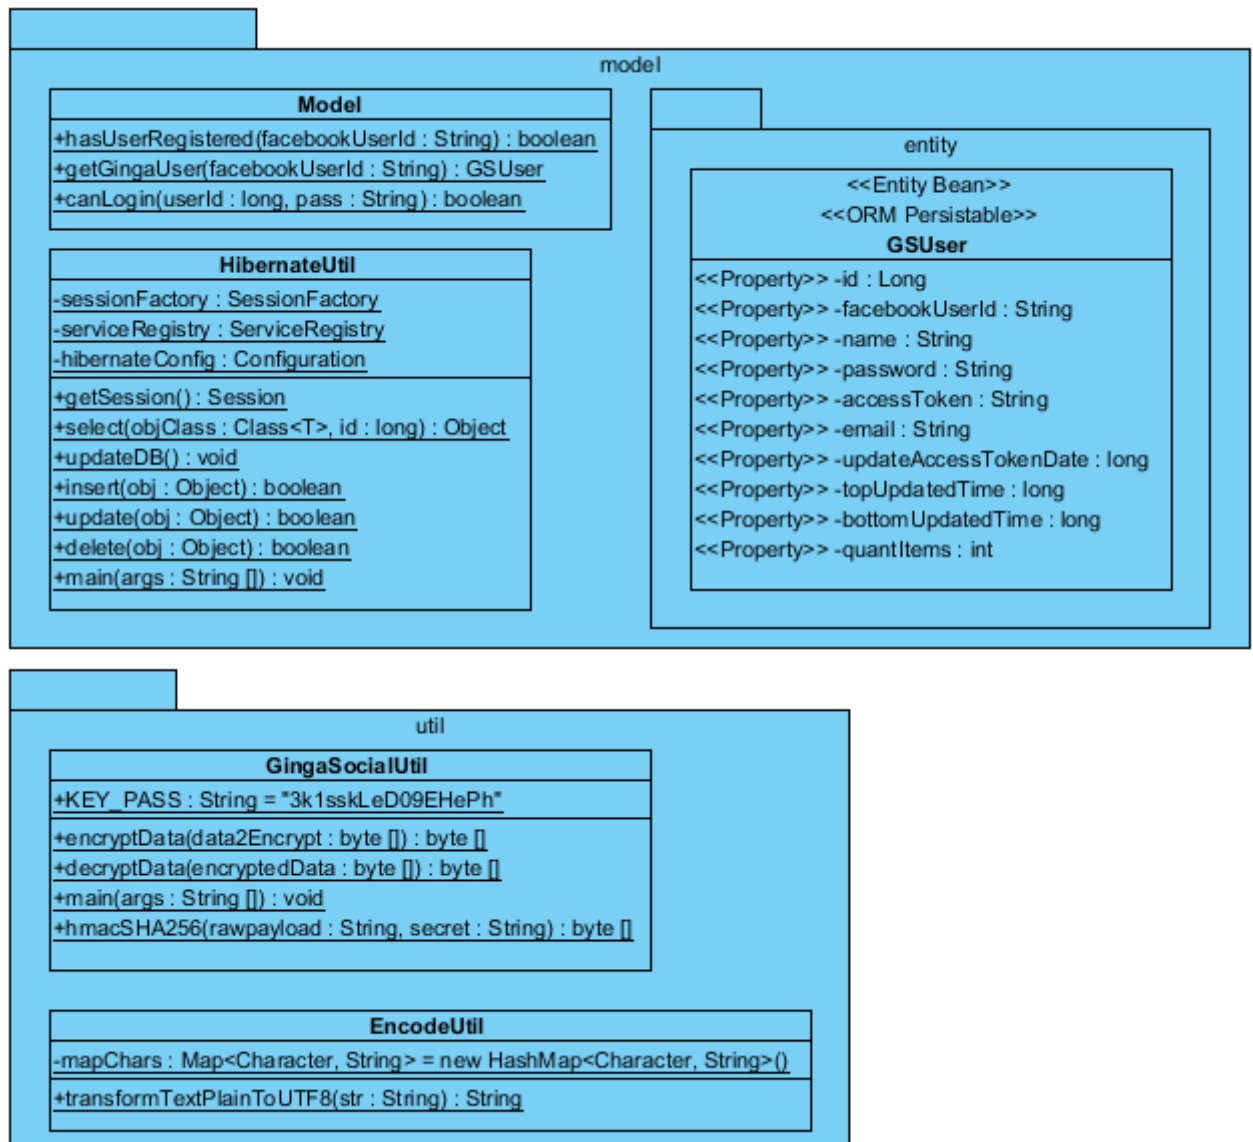 model
Model
+hasUserRegistered(facebookUserId : String) : boolean
+getGingaUser(facebookUserId : String) : GSUser
+canLogin(userId : long, pass : String) : boolean
HibernateUtil
-sessionFactory : SessionFactory
-serviceRegistry : ServiceRegistry
-hibernateConfig : Configuration
+getSession() : Session
+select(objClass : Class<T>, id : long) : Object
+updateDB() : void
+insert(obj : Object) : boolean
+update(obj : Object) : boolean
+delete(obj : Object) : boolean
+main(args : String []) : void
entity
<<Entity Bean>>
<<ORM Persistable>>
GSUser
<<Property>> -id : Long
<<Property>> -facebookUserId : String
<<Property>> -name : String
<<Property>> -password : String
<<Property>> -accessToken : String
<<Property>> -email : String
<<Property>> -updateAccessTokenDate : long
<<Property>> -topUpdatedTime : long
<<Property>> -bottomUpdatedTime : long
<<Property>> -quantItems : int
util
GingaSocialUtil
+KEY_PASS : String = "3k1sskLeD09EHePh"
+encryptData(data2Encrypt : byte []) : byte []
+decryptData(encryptedData : byte []) : byte []
+main(args : String []) : void
+hmacSHA256(rawpayload : String, secret : String) : byte []
EncodeUtil
-mapChars : Map<Character, String> = new HashMap<Character, String>()
+transformTextPlainToUTF8(str : String) : String